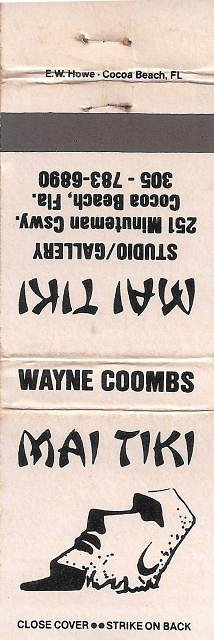 E.W. Howe - Cocoa Beach, FL
MAI TIKI
STUDIO/GALLERY
251 Minuteman Cswy.
Cocoa Beach, Fla.
305 - 783-6890
WAYNE COOMBS
MAI TIKI
CLOSE COVER ●● STRIKE ON BACK